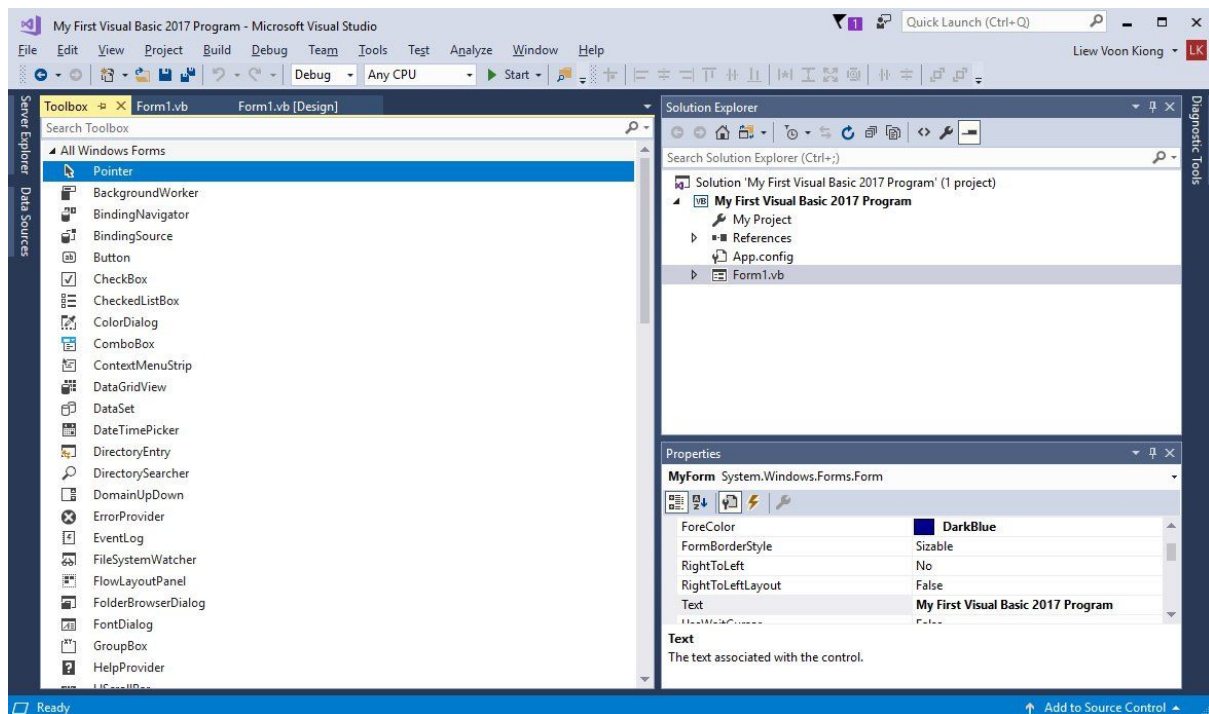 My First Visual Basic 2017 Program - Microsoft Visual Studio
1
Quick Launch (Ctrl+Q)
File Edit View Project Build Debug Team Tools Test Analyze Window Help
Liew Voon Kiong
LK
Debug
Any CPU
Start
Server Explorer
Data Sources
Toolbox
Form1.vb
Form1.vb [Design]
Search Toolbox
All Windows Forms
Pointer
BackgroundWorker
BindingNavigator
BindingSource
Button
CheckBox
CheckedListBox
ColorDialog
ComboBox
ContextMenuStrip
DataGridView
DataSet
DateTimePicker
DirectoryEntry
DirectorySearcher
DomainUpDown
ErrorProvider
EventLog
FileSystemWatcher
FlowLayoutPanel
FolderBrowserDialog
FontDialog
GroupBox
HelpProvider
Solution Explorer
Search Solution Explorer (Ctrl+;)
Solution 'My First Visual Basic 2017 Program' (1 project)
VB My First Visual Basic 2017 Program
My Project
References
App.config
Form1.vb
Properties
MyForm System.Windows.Forms.Form
ForeColor DarkBlue
FormBorderStyle Sizable
RightToLeft No
RightToLeftLayout False
Text My First Visual Basic 2017 Program
Text
The text associated with the control.
Diagnostic Tools
Ready
Add to Source Control